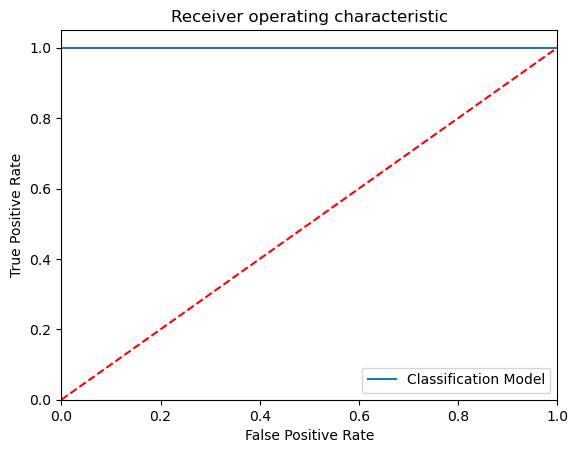 Receiver operating characteristic
1.0
0.8
0.6
0.4
0.2
0.0
True Positive Rate
0.0 0.2 0.4 0.6 0.8 1.0
False Positive Rate
Classification Model